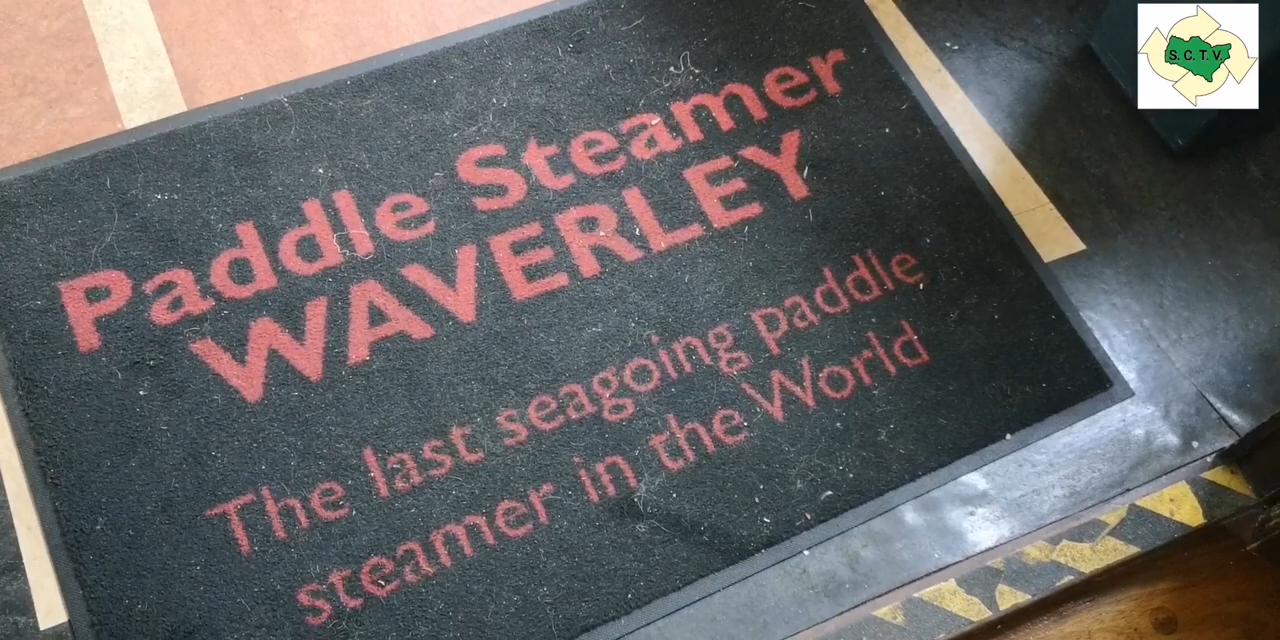 Paddle Steamer
WAVERLEY
The last seagoing paddle
steamer in the World
S. C. T. V.